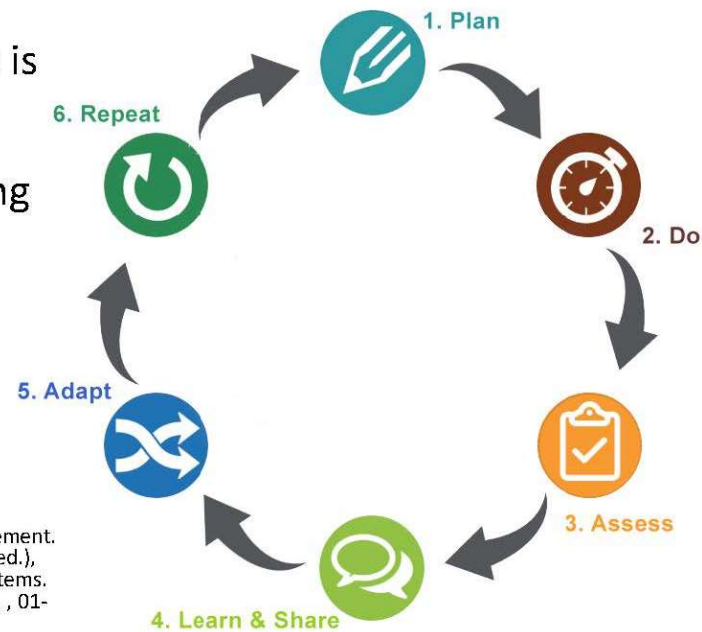 is
1. Plan
6. Repeat
ng
2. Do
5. Adapt
3. Assess
4. Learn & Share
ement.
ed.),
tems.
, 01-